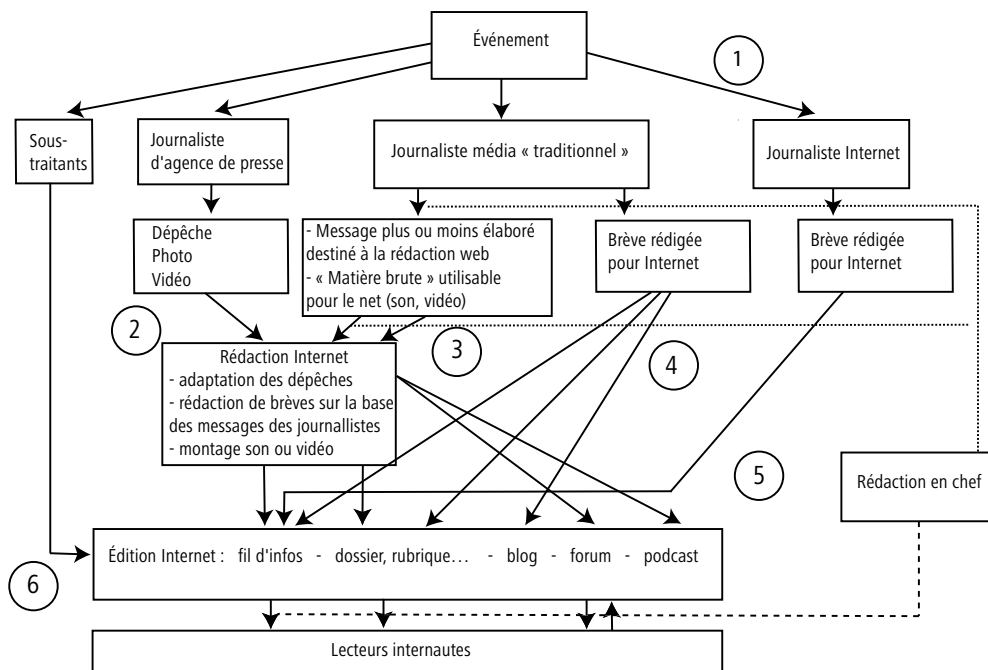 Événement
1
Sous-
traitants
Journaliste
d'agence de presse
Journaliste média « traditionnel »
Journaliste Internet
Dépêche
Photo
Vidéo
- Message plus ou moins élaboré
destiné à la rédaction web
- « Matière brute » utilisable
pour le net (son, vidéo)
Brève rédigée
pour Internet
Brève rédigée
pour Internet
2
3
4
Rédaction Internet
- adaptation des dépêches
- rédaction de brèves sur la base
des messages des journallistes
- montage son ou vidéo
5
Rédaction en chef
Édition Internet : fil d'infos - dossier, rubrique… - blog - forum - podcast
6
Lecteurs internautes